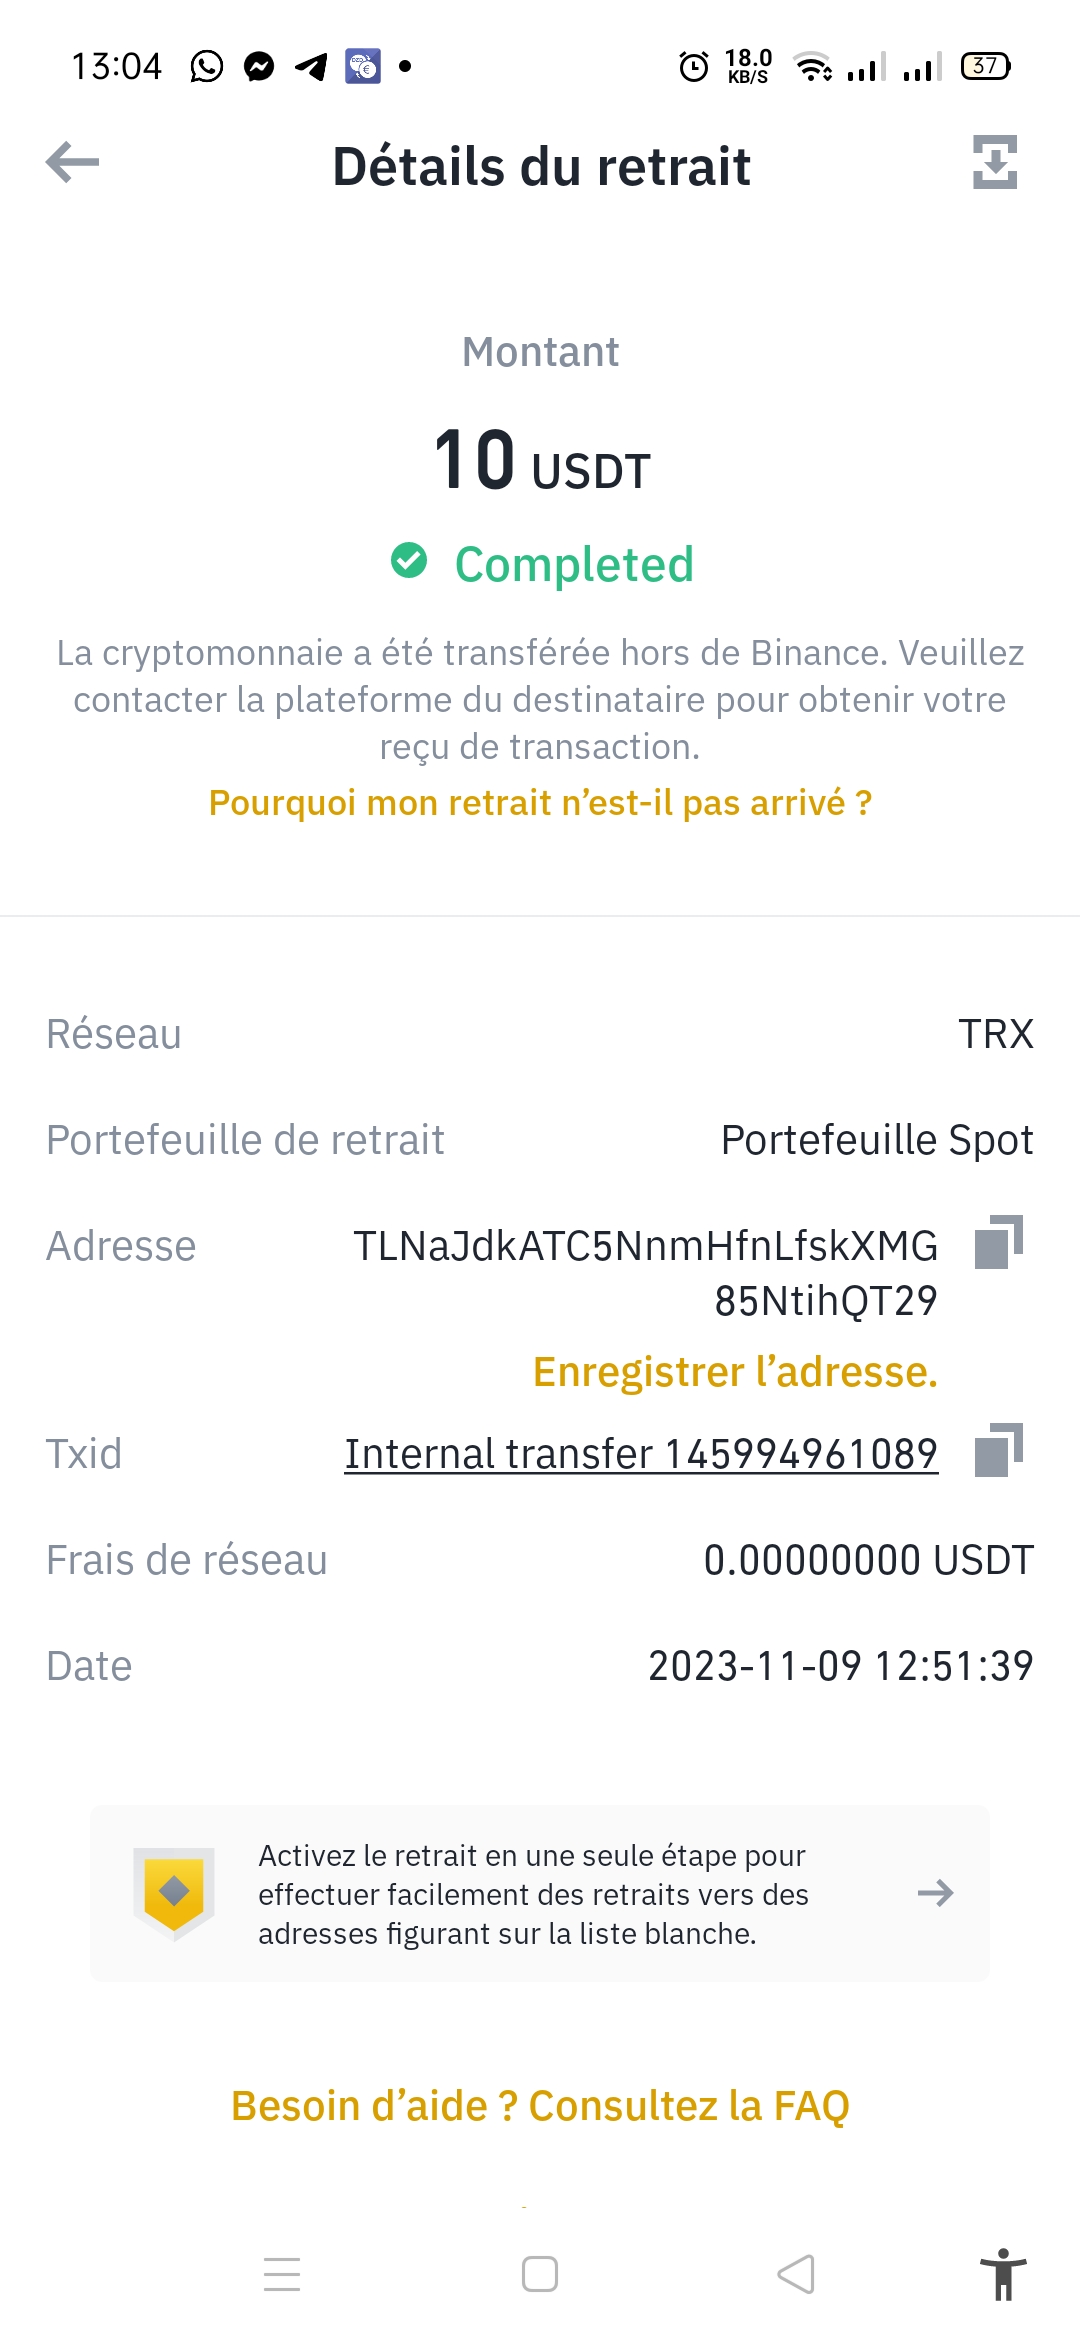 13:04
18.0
KB/S
37
Détails du retrait
Montant
10 USDT
Completed
La cryptomonnaie a été transférée hors de Binance. Veuillez
contacter la plateforme du destinataire pour obtenir votre
reçu de transaction.
Pourquoi mon retrait n’est-il pas arrivé ?
Réseau TRX
Portefeuille de retrait Portefeuille Spot
Adresse TLNaJdkATC5NnmHfnLfskXMG
85NtihQT29
Enregistrer l’adresse.
Txid Internal transfer 145994961089
Frais de réseau 0.00000000 USDT
Date 2023-11-09 12:51:39
Activez le retrait en une seule étape pour
effectuer facilement des retraits vers des
adresses figurant sur la liste blanche.
Besoin d’aide ? Consultez la FAQ